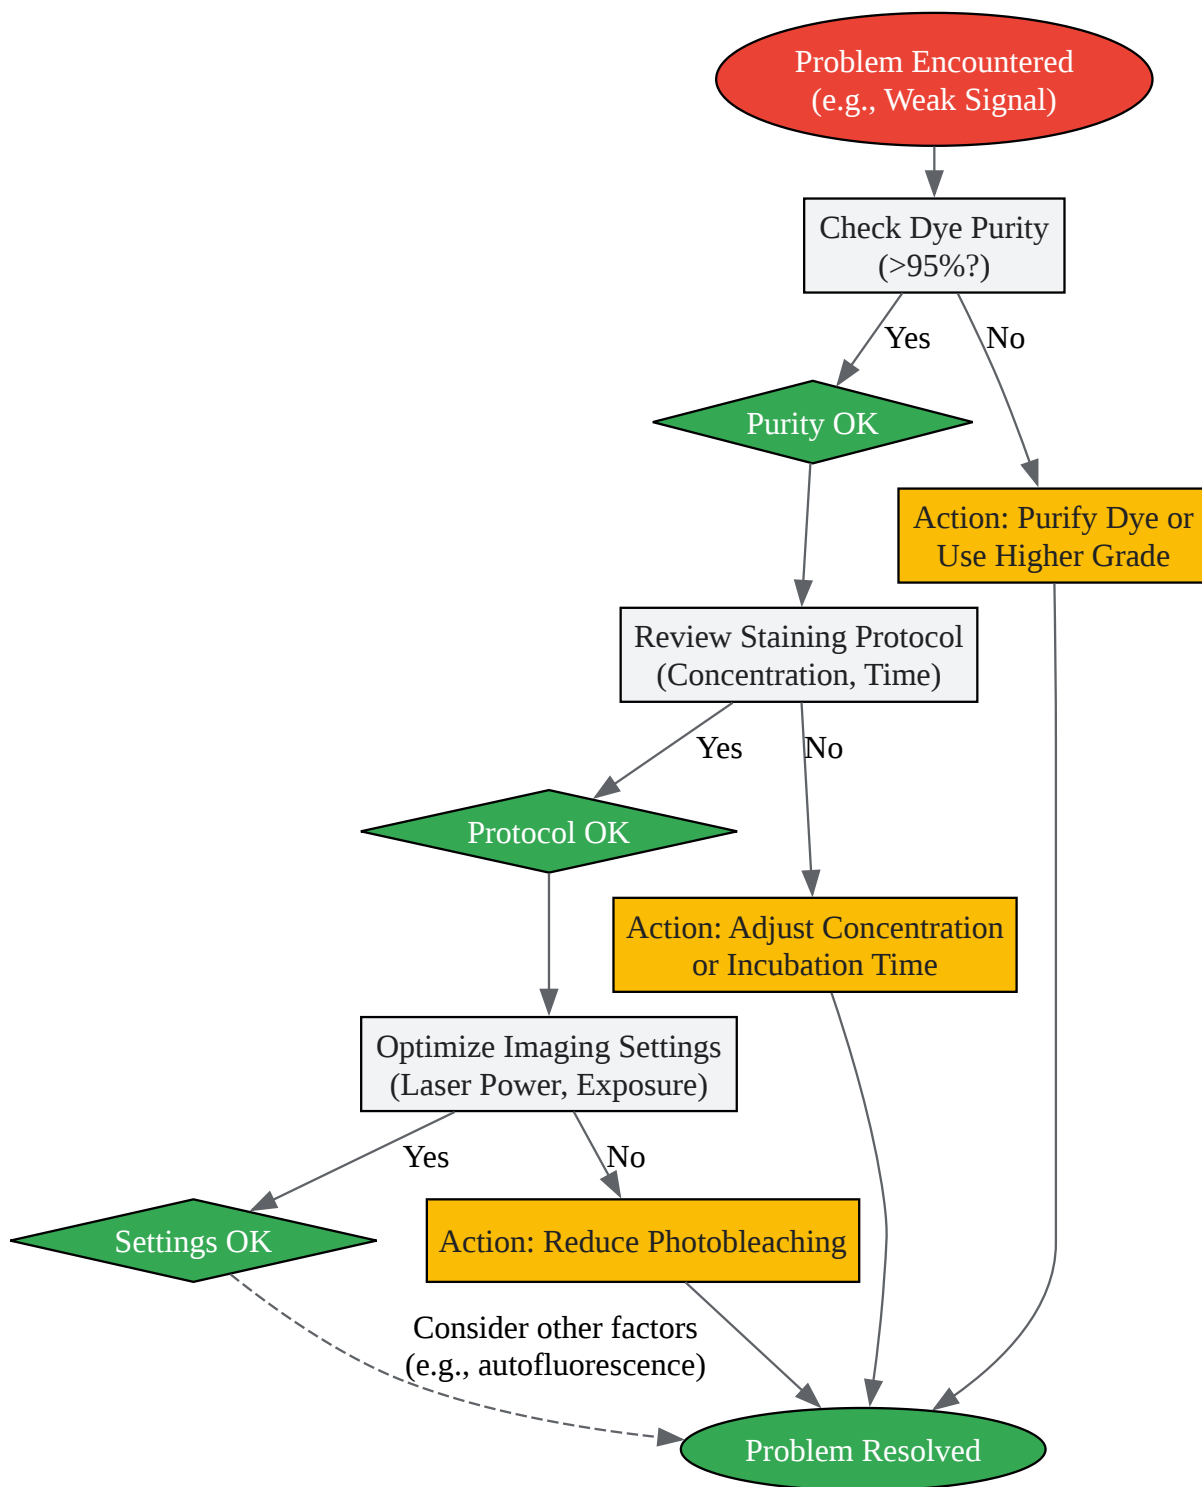 Problem Encountered
(e.g., Weak Signal)
Check Dye Purity
(>95%?)
Yes
No
Purity OK
Action: Purify Dye or
Use Higher Grade
Review Staining Protocol
(Concentration, Time)
Yes
No
Protocol OK
Action: Adjust Concentration
or Incubation Time
Optimize Imaging Settings
(Laser Power, Exposure)
Yes
No
Settings OK
Action: Reduce Photobleaching
Consider other factors
(e.g., autofluorescence)
Problem Resolved